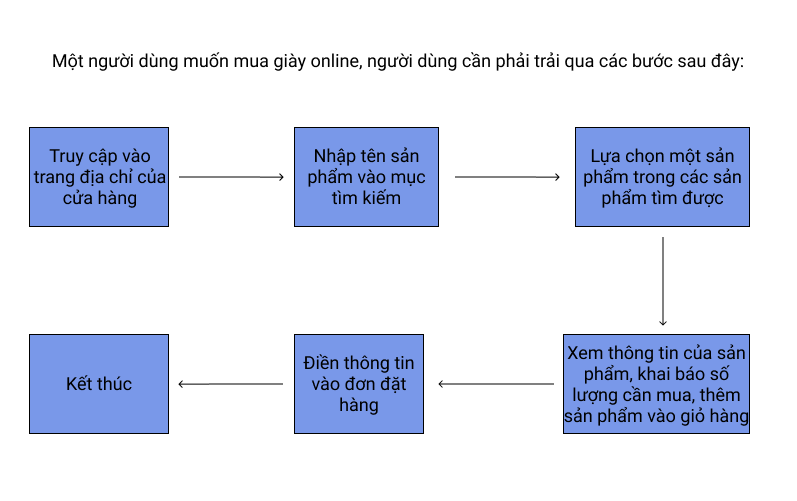 Một người dùng muốn mua giày online, người dùng cần phải trải qua các bước sau đây:
Truy cập vào
trang địa chỉ của
cửa hàng
Nhập tên sản
phẩm vào mục
tìm kiếm
Lựa chọn một sản
phẩm trong các sản
phẩm tìm được
Xem thông tin của sản
phẩm, khai báo số
lượng cần mua, thêm
sản phẩm vào giỏ hàng
Điền thông tin
vào đơn đặt
hàng
Kết thúc